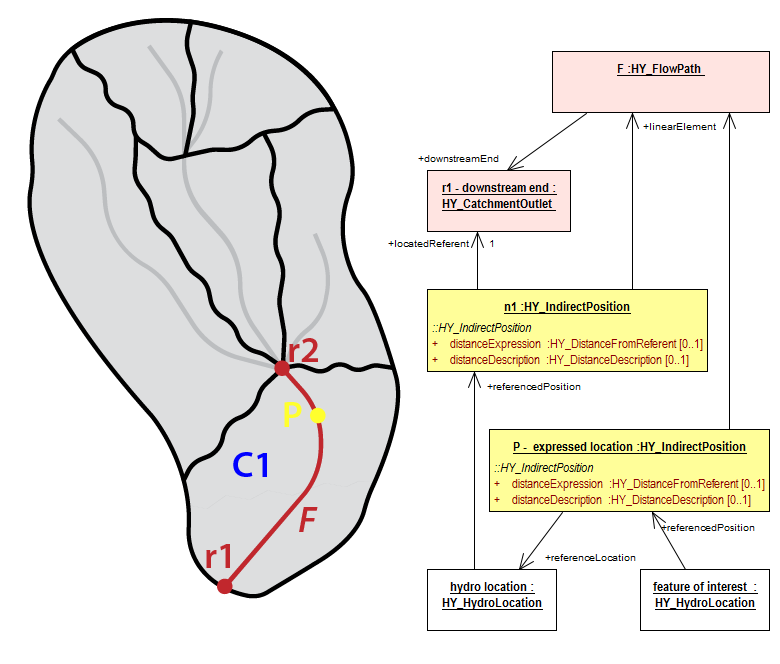 r2
P
C1
F
r1
F :HY_FlowPath
+linearElement
+downstreamEnd
r1 - downstream end :
HY_CatchmentOutlet
+locatedReferent 1
n1 :HY_IndirectPosition
::HY_IndirectPosition
+ distanceExpression :HY_DistanceFromReferent [0..1]
+ distanceDescription :HY_DistanceDescription [0..1]
+referencedPosition
P - expressed location :HY_IndirectPosition
::HY_IndirectPosition
+ distanceExpression :HY_DistanceFromReferent [0..1]
+ distanceDescription :HY_DistanceDescription [0..1]
+referencedPosition
+referenceLocation
hydro location :
HY_HydroLocation
feature of interest :
HY_HydroLocation